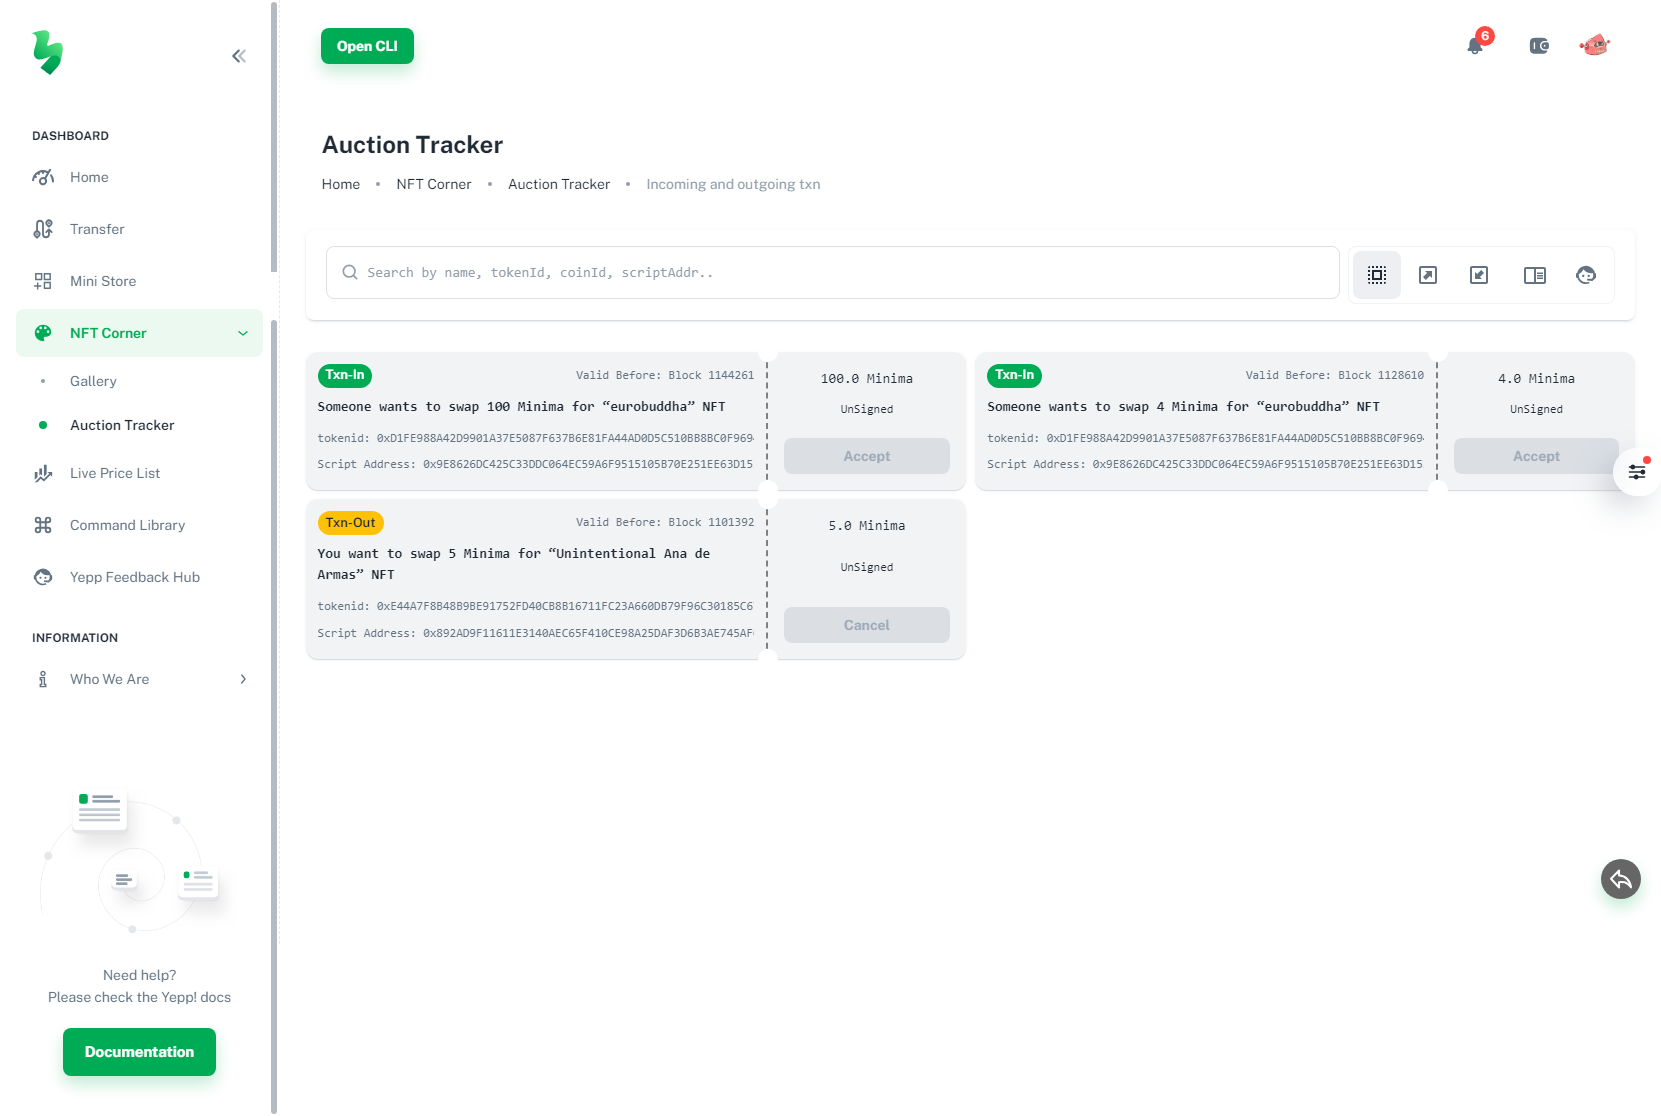 Open CLI
6
DASHBOARD
Home
Transfer
Mini Store
NFT Corner
Gallery
Auction Tracker
Live Price List
Command Library
Yepp Feedback Hub
INFORMATION
Who We Are
Need help?
Please check the Yepp! docs
Documentation
Auction Tracker
Home • NFT Corner • Auction Tracker • Incoming and outgoing txn
Search by name, tokenId, coinId, scriptAddr..
Txn-In Valid Before: Block 1144261
Someone wants to swap 100 Minima for “eurobuddha” NFT
tokenid: 0xD1FE988A42D9901A37E5087F637B6E81FA44AD0D5C510BB8BC0F969
Script Address: 0x9E8626DC425C33DDC064EC59A6F9515105B70E251EE63D15
100.0 Minima
UnSigned
Accept
Txn-In Valid Before: Block 1128610
Someone wants to swap 4 Minima for “eurobuddha” NFT
tokenid: 0xD1FE988A42D9901A37E5087F637B6E81FA44AD0D5C510BB8BC0F969
Script Address: 0x9E8626DC425C33DDC064EC59A6F9515105B70E251EE63D15
4.0 Minima
UnSigned
Accept
Txn-Out Valid Before: Block 1101392
You want to swap 5 Minima for “Unintentional Ana de
Armas” NFT
tokenid: 0xE44A7F8B48B9BE91752FD40CB8B16711FC23A660DB79F96C30185C6
Script Address: 0x892AD9F11611E3140AEC65F410CE98A25DAF3D6B3AE745AF
5.0 Minima
UnSigned
Cancel